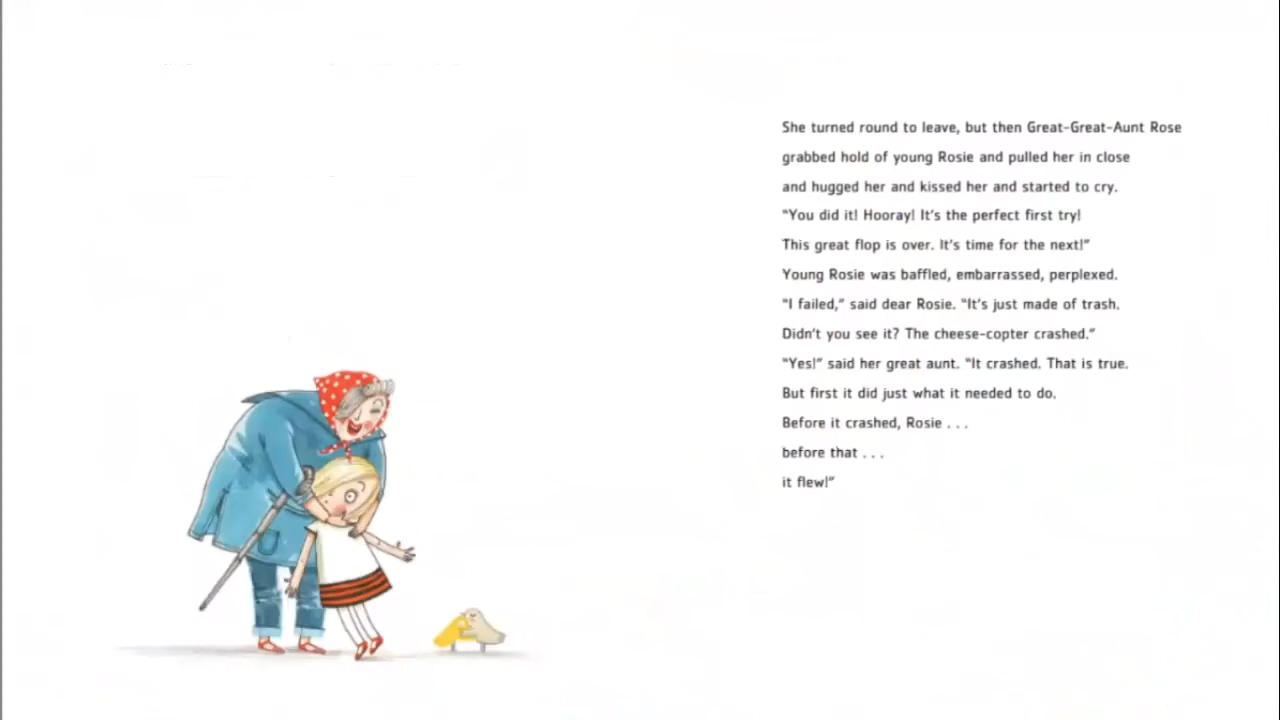 She turned round to leave, but then Great-Great-Aunt Rose
grabbed hold of young Rosie and pulled her in close
and hugged her and kissed her and started to cry.
“You did it! Hooray! It’s the perfect first try!
This great flop is over. It’s time for the next!”
Young Rosie was baffled, embarrassed, perplexed.
“I failed,” said dear Rosie. “It’s just made of trash.
Didn’t you see it? The cheese-copter crashed.”
“Yes!” said her great aunt. “It crashed. That is true.
But first it did just what it needed to do.
Before it crashed, Rosie . . .
before that . . .
it flew!”